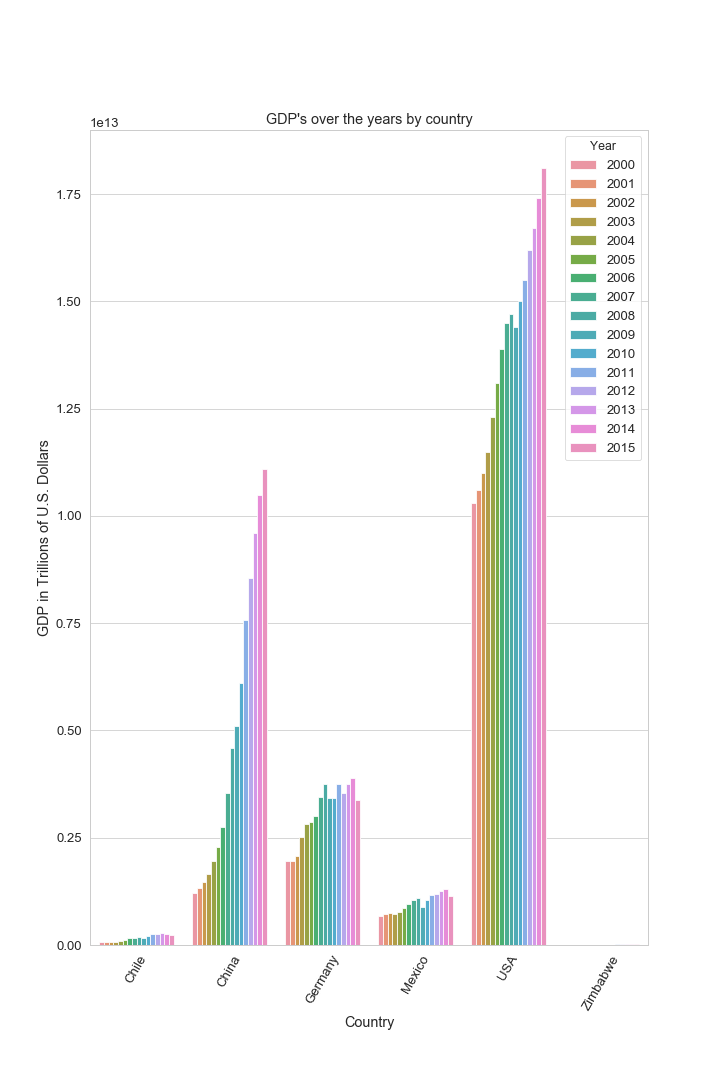 GDP's over the years by country
1e13
Year
2000
2001
2002
2003
2004
2005
2006
2007
2008
2009
2010
2011
2012
2013
2014
2015
1.75
1.50
1.25
1.00
0.75
0.50
0.25
0.00
GDP in Trillions of U.S. Dollars
Chile
China
Germany
Mexico
USA
Zimbabwe
Country